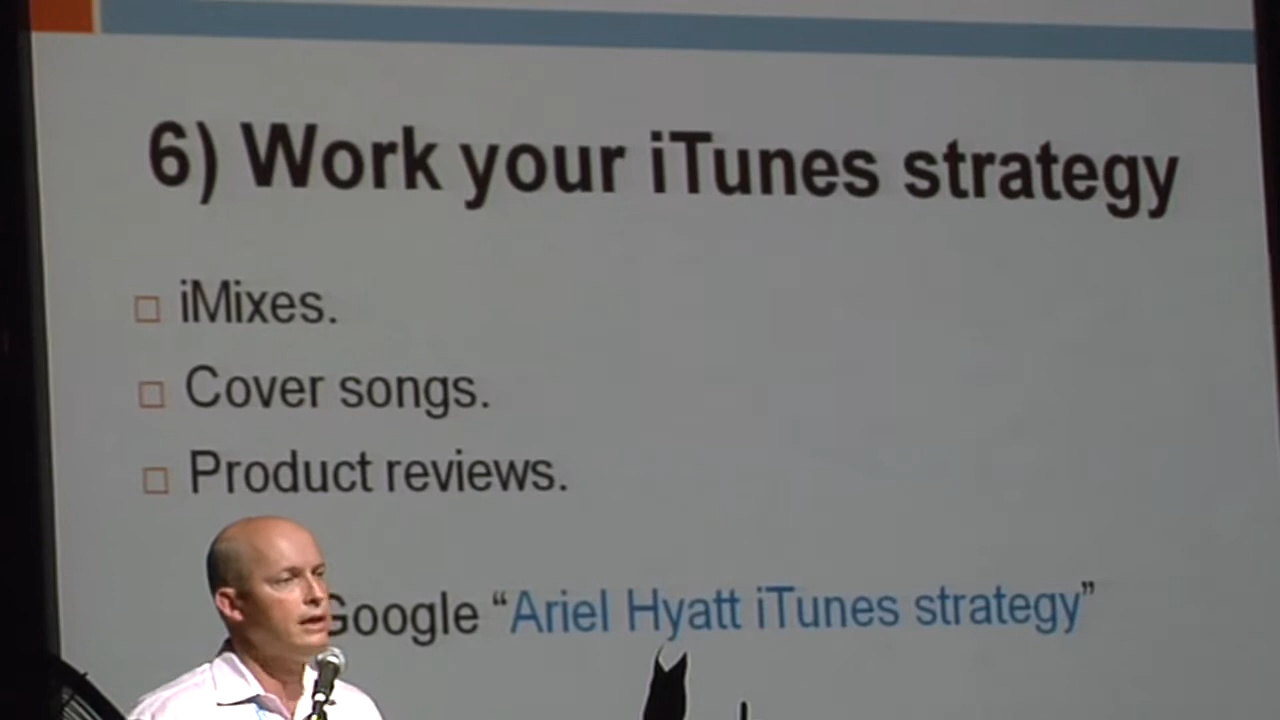 6) Work your iTunes strategy
iMixes.
Cover songs.
Product reviews.
Google “Ariel Hyatt iTunes strategy”